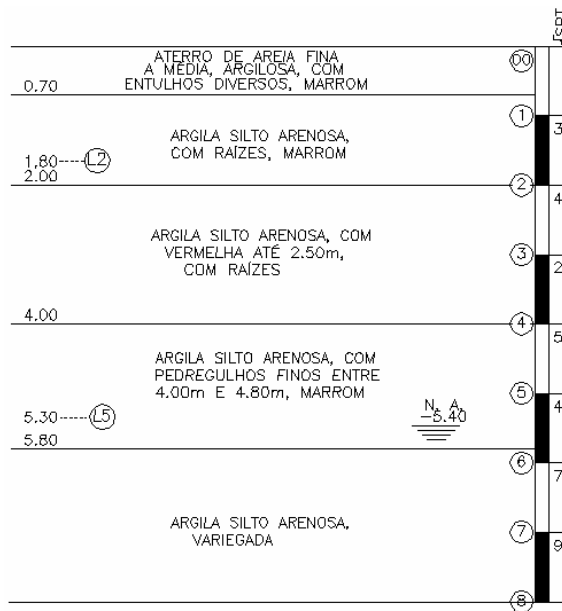 NSPT
ATERRO DE AREIA FINA
A MÉDIA, ARGILOSA, COM
ENTULHOS DIVERSOS, MARROM
00
0.70
1
3
ARGILA SILTO ARENOSA,
COM RAÍZES, MARROM
1,80 L2
2.00
2
4
ARGILA SILTO ARENOSA, COM
VERMELHA ATÉ 2.50m,
COM RAÍZES
3
2
4.00
4
5
ARGILA SILTO ARENOSA, COM
PEDREGULHOS FINOS ENTRE
4.00m E 4.80m, MARROM
5
4
N. A.
-5.40
5.30 L5
5.80
6
7
ARGILA SILTO ARENOSA,
VARIEGADA
7
9
8